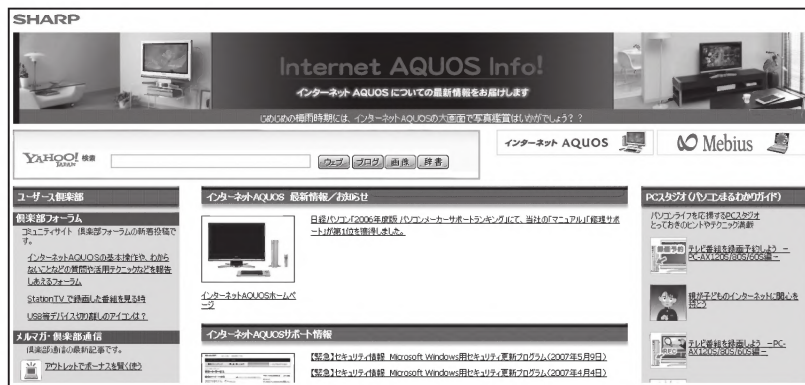 SHARP
Internet AQUOS Info!
インターネット AQUOS についての最新情報をお届けします
じめじめの梅雨時期には、インターネットAQUOSの大画面で写真鑑賞はいかがでしょう？？
YAHOO! JAPAN 検索
ウェブ ブログ 画像 辞書
インターネット AQUOS
Mebius
ユーザース倶楽部
倶楽部フォーラム
コミュニティサイト 倶楽部フォーラムの新着投稿です。
インターネットAQUOSの基本操作や、わからないことなどの質問や活用テクニックなどを報告しあえるフォーラム
StationTV で録画した番組を見る時
USB等デバイス切り離しのアイコンは？
メルマガ・倶楽部通信
倶楽部通信の最新記事です。
アウトレットでボーナスを賢く(使う)
インターネットAQUOS 最新情報／お知らせ
日経パソコン「2006年度版 パソコンメーカーサポートランキング」にて、当社の「マニュアル」「修理サポート」が第1位を獲得しました。
インターネットAQUOSホームページ
インターネットAQUOSサポート情報
【緊急】セキュリティ情報 Microsoft Windows用セキュリティ更新プログラム(2007年5月9日)
【緊急】セキュリティ情報 Microsoft Windows用セキュリティ更新プログラム(2007年4月4日)
PCスタジオ(パソコンまるわかりガイド)
パソコンライフを応援するPCスタジオ
とっておきのヒントやテクニック満載
テレビ番組を録画予約しよう －PC-AX120S/80S/60S編－
親が子どものインターネットに関心を持とう
テレビ番組を録画しよう －PC-AX120S/80S/60S編－